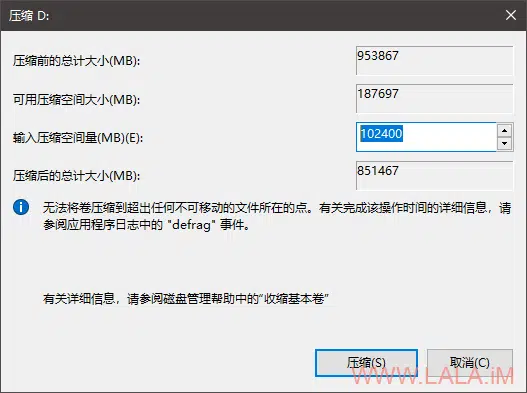 压缩 D:
压缩前的总计大小(MB):
953867
可用压缩空间大小(MB):
187697
输入压缩空间量(MB)(E):
102400
压缩后的总计大小(MB):
851467
无法将卷压缩到超出任何不可移动的文件所在的点。有关完成该操作时间的详细信息，请
参阅应用程序日志中的 "defrag" 事件。
有关详细信息，请参阅磁盘管理帮助中的“收缩基本卷”
压缩(S)
取消(C)
WWW.LALA.iM